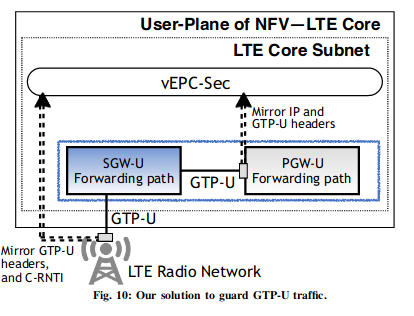 User-Plane of NFV—LTE Core
LTE Core Subnet
vEPC-Sec
Mirror IP and
GTP-U headers
SGW-U
Forwarding path
GTP-U
PGW-U
Forwarding path
GTP-U
Mirror GTP-U
headers,
and C-RNTI
LTE Radio Network
Fig. 10: Our solution to guard GTP-U traffic.